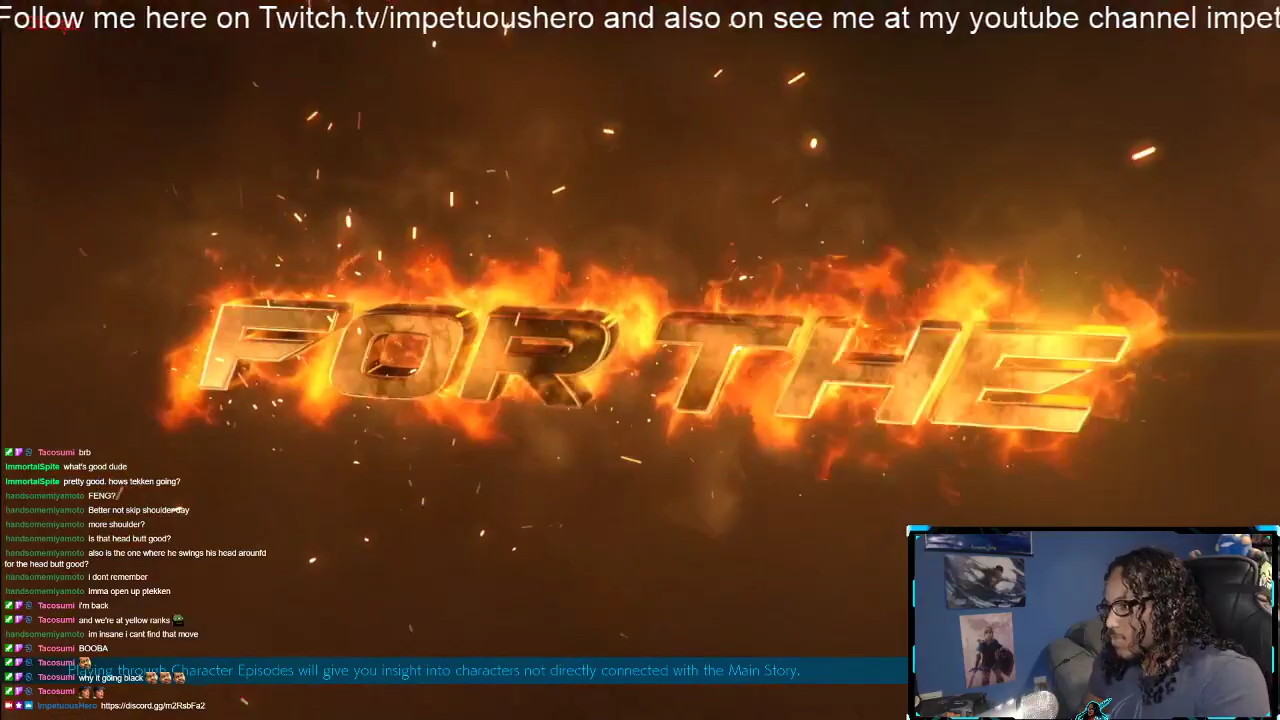 Follow me here on Twitch.tv/impetuoushero and also on see me at my youtube channel impet
FOR THE
Tacosumi brb
ImmortalSpite what's good dude
ImmortalSpite pretty good. hows tekken going?
handsomemiyamoto FENG?
handsomemiyamoto Better not skip shoulder day
handsomemiyamoto more shoulder?
handsomemiyamoto is that head butt good?
handsomemiyamoto also is the one where he swings his head arounfd
for the head butt good?
handsomemiyamoto i dont remember
handsomemiyamoto imma open up ptekken
Tacosumi i'm back
Tacosumi and we're at yellow ranks
handsomemiyamoto im insane i cant find that move
Tacosumi BOOBA
Tacosumi
Playing through Character Episodes will give you insight into characters not directly connected with the Main Story.
Tacosumi why it going black
Tacosumi
ImpetuousHero https://discord.gg/m2RsbFa2